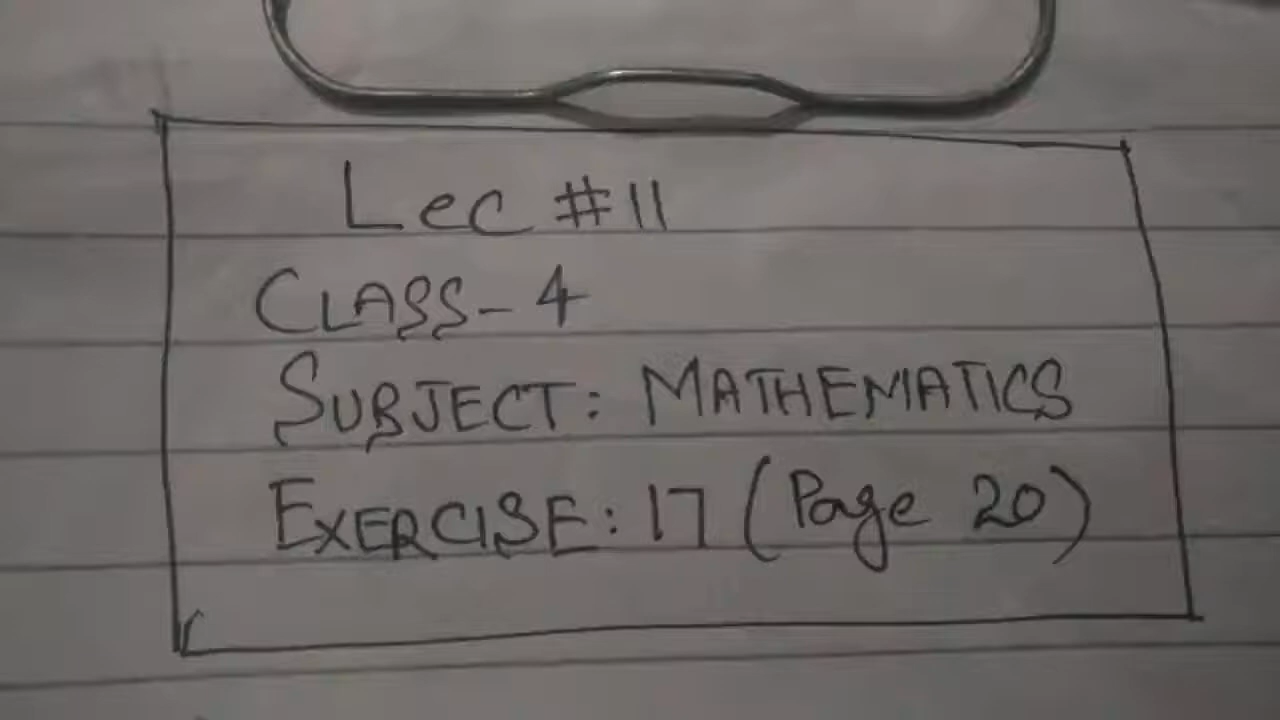 Lec #11
CLASS-4
SUBJECT: MATHEMATICS
EXERCISE: 17 (Page 20)